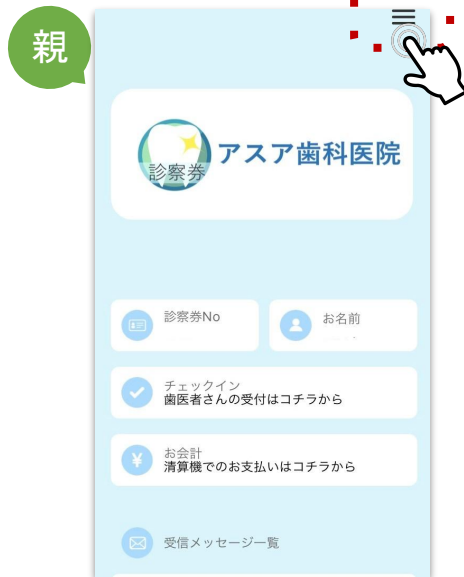 親
診察券
アスア歯科医院
診察券No
お名前
チェックイン
歯医者さんの受付はコチラから
お会計
清算機でのお支払いはコチラから
受信メッセージ一覧